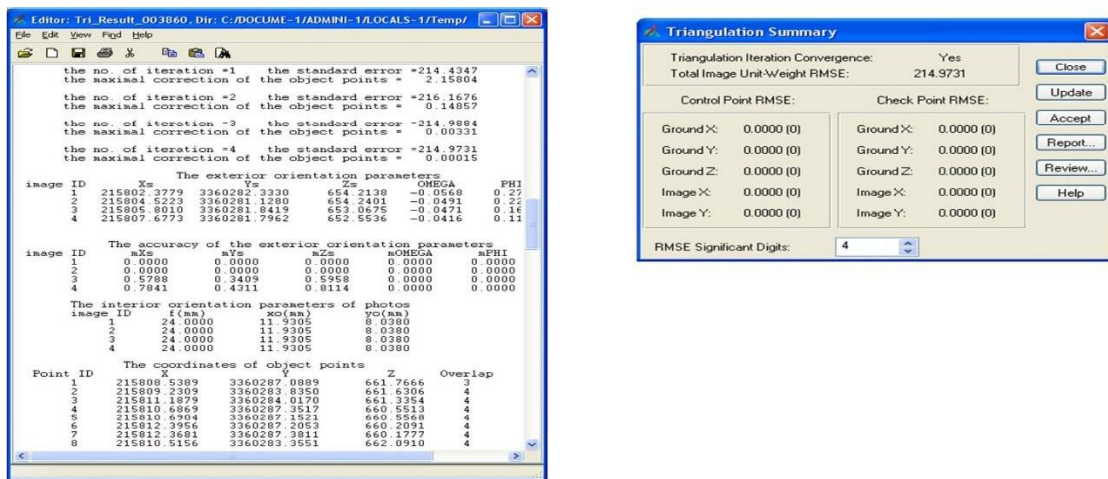 Editor: Tri_Result_003860, Dir: C:/DOCUME~1/ADMINI~1/LOCALS~1/Temp/
File Edit View Find Help
the no. of iteration =1 the standard error =214.4347
the maximal correction of the object points = 2.15804
the no. of iteration =2 the standard error =216.1676
the maximal correction of the object points = 0.14857
the no. of iteration =3 the standard error =214.9884
the maximal correction of the object points = 0.00331
the no. of iteration =4 the standard error =214.9731
the maximal correction of the object points = 0.00015
The exterior orientation parameters
image ID Xs Ys Zs OMEGA PHI
1 215802.3779 3360282.3330 654.2138 -0.0568 0.27
2 215804.5223 3360281.1280 654.2401 -0.0491 0.22
3 215805.8010 3360281.8419 653.0675 -0.0471 0.16
4 215807.6773 3360281.7962 652.5536 -0.0416 0.11
The accuracy of the exterior orientation parameters
image ID mXs mYs mZs mOMEGA mPHI
1 0.0000 0.0000 0.0000 0.0000 0.0000
2 0.0000 0.0000 0.0000 0.0000 0.0000
3 0.5788 0.3409 0.5958 0.0000 0.0000
4 0.7841 0.4311 0.8114 0.0000 0.0000
The interior orientation parameters of photos
image ID f(mm) xo(mm) yo(mm)
1 24.0000 11.9305 8.0380
2 24.0000 11.9305 8.0380
3 24.0000 11.9305 8.0380
4 24.0000 11.9305 8.0380
The coordinates of object points
Point ID X Y Z Overlap
1 215808.5389 3360287.0889 661.7666 3
2 215809.2309 3360283.8350 661.6306 4
3 215811.1879 3360284.0170 661.3354 4
4 215810.6869 3360287.3517 660.5513 4
5 215810.6904 3360287.1521 660.5568 4
6 215812.3956 3360287.2053 660.2091 4
7 215812.3681 3360287.3811 660.1777 4
8 215810.5156 3360283.3551 662.0910 4
Triangulation Summary
Triangulation Iteration Convergence: Yes
Total Image Unit-Weight RMSE: 214.9731
Control Point RMSE: Check Point RMSE:
Ground X: 0.0000 (0) Ground X: 0.0000 (0)
Ground Y: 0.0000 (0) Ground Y: 0.0000 (0)
Ground Z: 0.0000 (0) Ground Z: 0.0000 (0)
Image X: 0.0000 (0) Image X: 0.0000 (0)
Image Y: 0.0000 (0) Image Y: 0.0000 (0)
RMSE Significant Digits: 4
Close
Update
Accept
Report...
Review...
Help